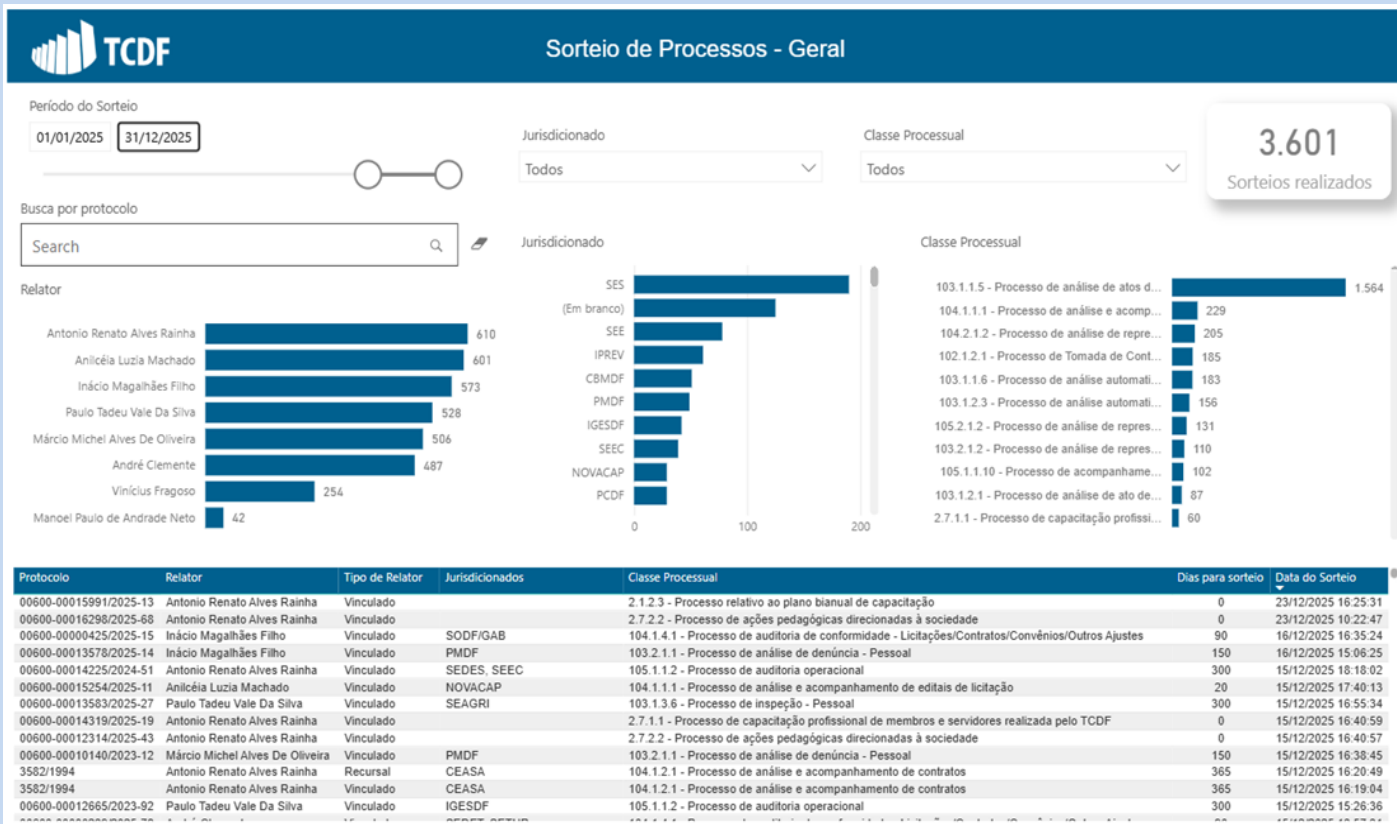 TCDF
Sorteio de Processos - Geral
Período do Sorteio
01/01/2025 31/12/2025
Jurisdicionado
Todos
Classe Processual
Todos
3.601
Sorteios realizados
Busca por protocolo
Search
Relator
Antonio Renato Alves Rainha 610
Anilcéia Luzia Machado 601
Inácio Magalhães Filho 573
Paulo Tadeu Vale Da Silva 528
Márcio Michel Alves De Oliveira 506
André Clemente 487
Vinícius Fragoso 254
Manoel Paulo de Andrade Neto 42
Jurisdicionado
SES
(Em branco)
SEE
IPREV
CBMDF
PMDF
IGESDF
SEEC
NOVACAP
PCDF
0 100 200
Classe Processual
103.1.1.5 - Processo de análise de atos d... 1.564
104.1.1.1 - Processo de análise e acomp... 229
104.2.1.2 - Processo de análise de repre... 205
102.1.2.1 - Processo de Tomada de Cont... 185
103.1.1.6 - Processo de análise automati... 183
103.1.2.3 - Processo de análise automati... 156
105.2.1.2 - Processo de análise de repres... 131
103.2.1.2 - Processo de análise de repres... 110
105.1.1.10 - Processo de acompanhame... 102
103.1.2.1 - Processo de análise de ato de... 87
2.7.1.1 - Processo de capacitação profissi... 60
Protocolo Relator Tipo de Relator Jurisdicionados Classe Processual Dias para sorteio Data do Sorteio
00600-00015991/2025-13 Antonio Renato Alves Rainha Vinculado 2.1.2.3 - Processo relativo ao plano bianual de capacitação 0 23/12/2025 16:25:31
00600-00016298/2025-68 Antonio Renato Alves Rainha Vinculado 2.7.2.2 - Processo de ações pedagógicas direcionadas à sociedade 0 23/12/2025 10:22:47
00600-00000425/2025-15 Inácio Magalhães Filho Vinculado SODF/GAB 104.1.4.1 - Processo de auditoria de conformidade - Licitações/Contratos/Convênios/Outros Ajustes 90 16/12/2025 16:35:24
00600-00013578/2025-14 Inácio Magalhães Filho Vinculado PMDF 103.2.1.1 - Processo de análise de denúncia - Pessoal 150 16/12/2025 15:06:25
00600-00014225/2024-51 Antonio Renato Alves Rainha Vinculado SEDES, SEEC 105.1.1.2 - Processo de auditoria operacional 300 15/12/2025 18:18:02
00600-00015254/2025-11 Anilcéia Luzia Machado Vinculado NOVACAP 104.1.1.1 - Processo de análise e acompanhamento de editais de licitação 20 15/12/2025 17:40:13
00600-00013583/2025-27 Paulo Tadeu Vale Da Silva Vinculado SEAGRI 103.1.3.6 - Processo de inspeção - Pessoal 300 15/12/2025 16:55:34
00600-00014319/2025-19 Antonio Renato Alves Rainha Vinculado 2.7.1.1 - Processo de capacitação profissional de membros e servidores realizada pelo TCDF 0 15/12/2025 16:40:59
00600-00012314/2025-43 Antonio Renato Alves Rainha Vinculado 2.7.2.2 - Processo de ações pedagógicas direcionadas à sociedade 0 15/12/2025 16:40:57
00600-00010140/2023-12 Márcio Michel Alves De Oliveira Vinculado PMDF 103.2.1.1 - Processo de análise de denúncia - Pessoal 150 15/12/2025 16:38:45
3582/1994 Antonio Renato Alves Rainha Recursal CEASA 104.1.2.1 - Processo de análise e acompanhamento de contratos 365 15/12/2025 16:20:49
3582/1994 Antonio Renato Alves Rainha Vinculado CEASA 104.1.2.1 - Processo de análise e acompanhamento de contratos 365 15/12/2025 16:19:04
00600-00012665/2023-92 Paulo Tadeu Vale Da Silva Vinculado IGESDF 105.1.1.2 - Processo de auditoria operacional 300 15/12/2025 15:26:36